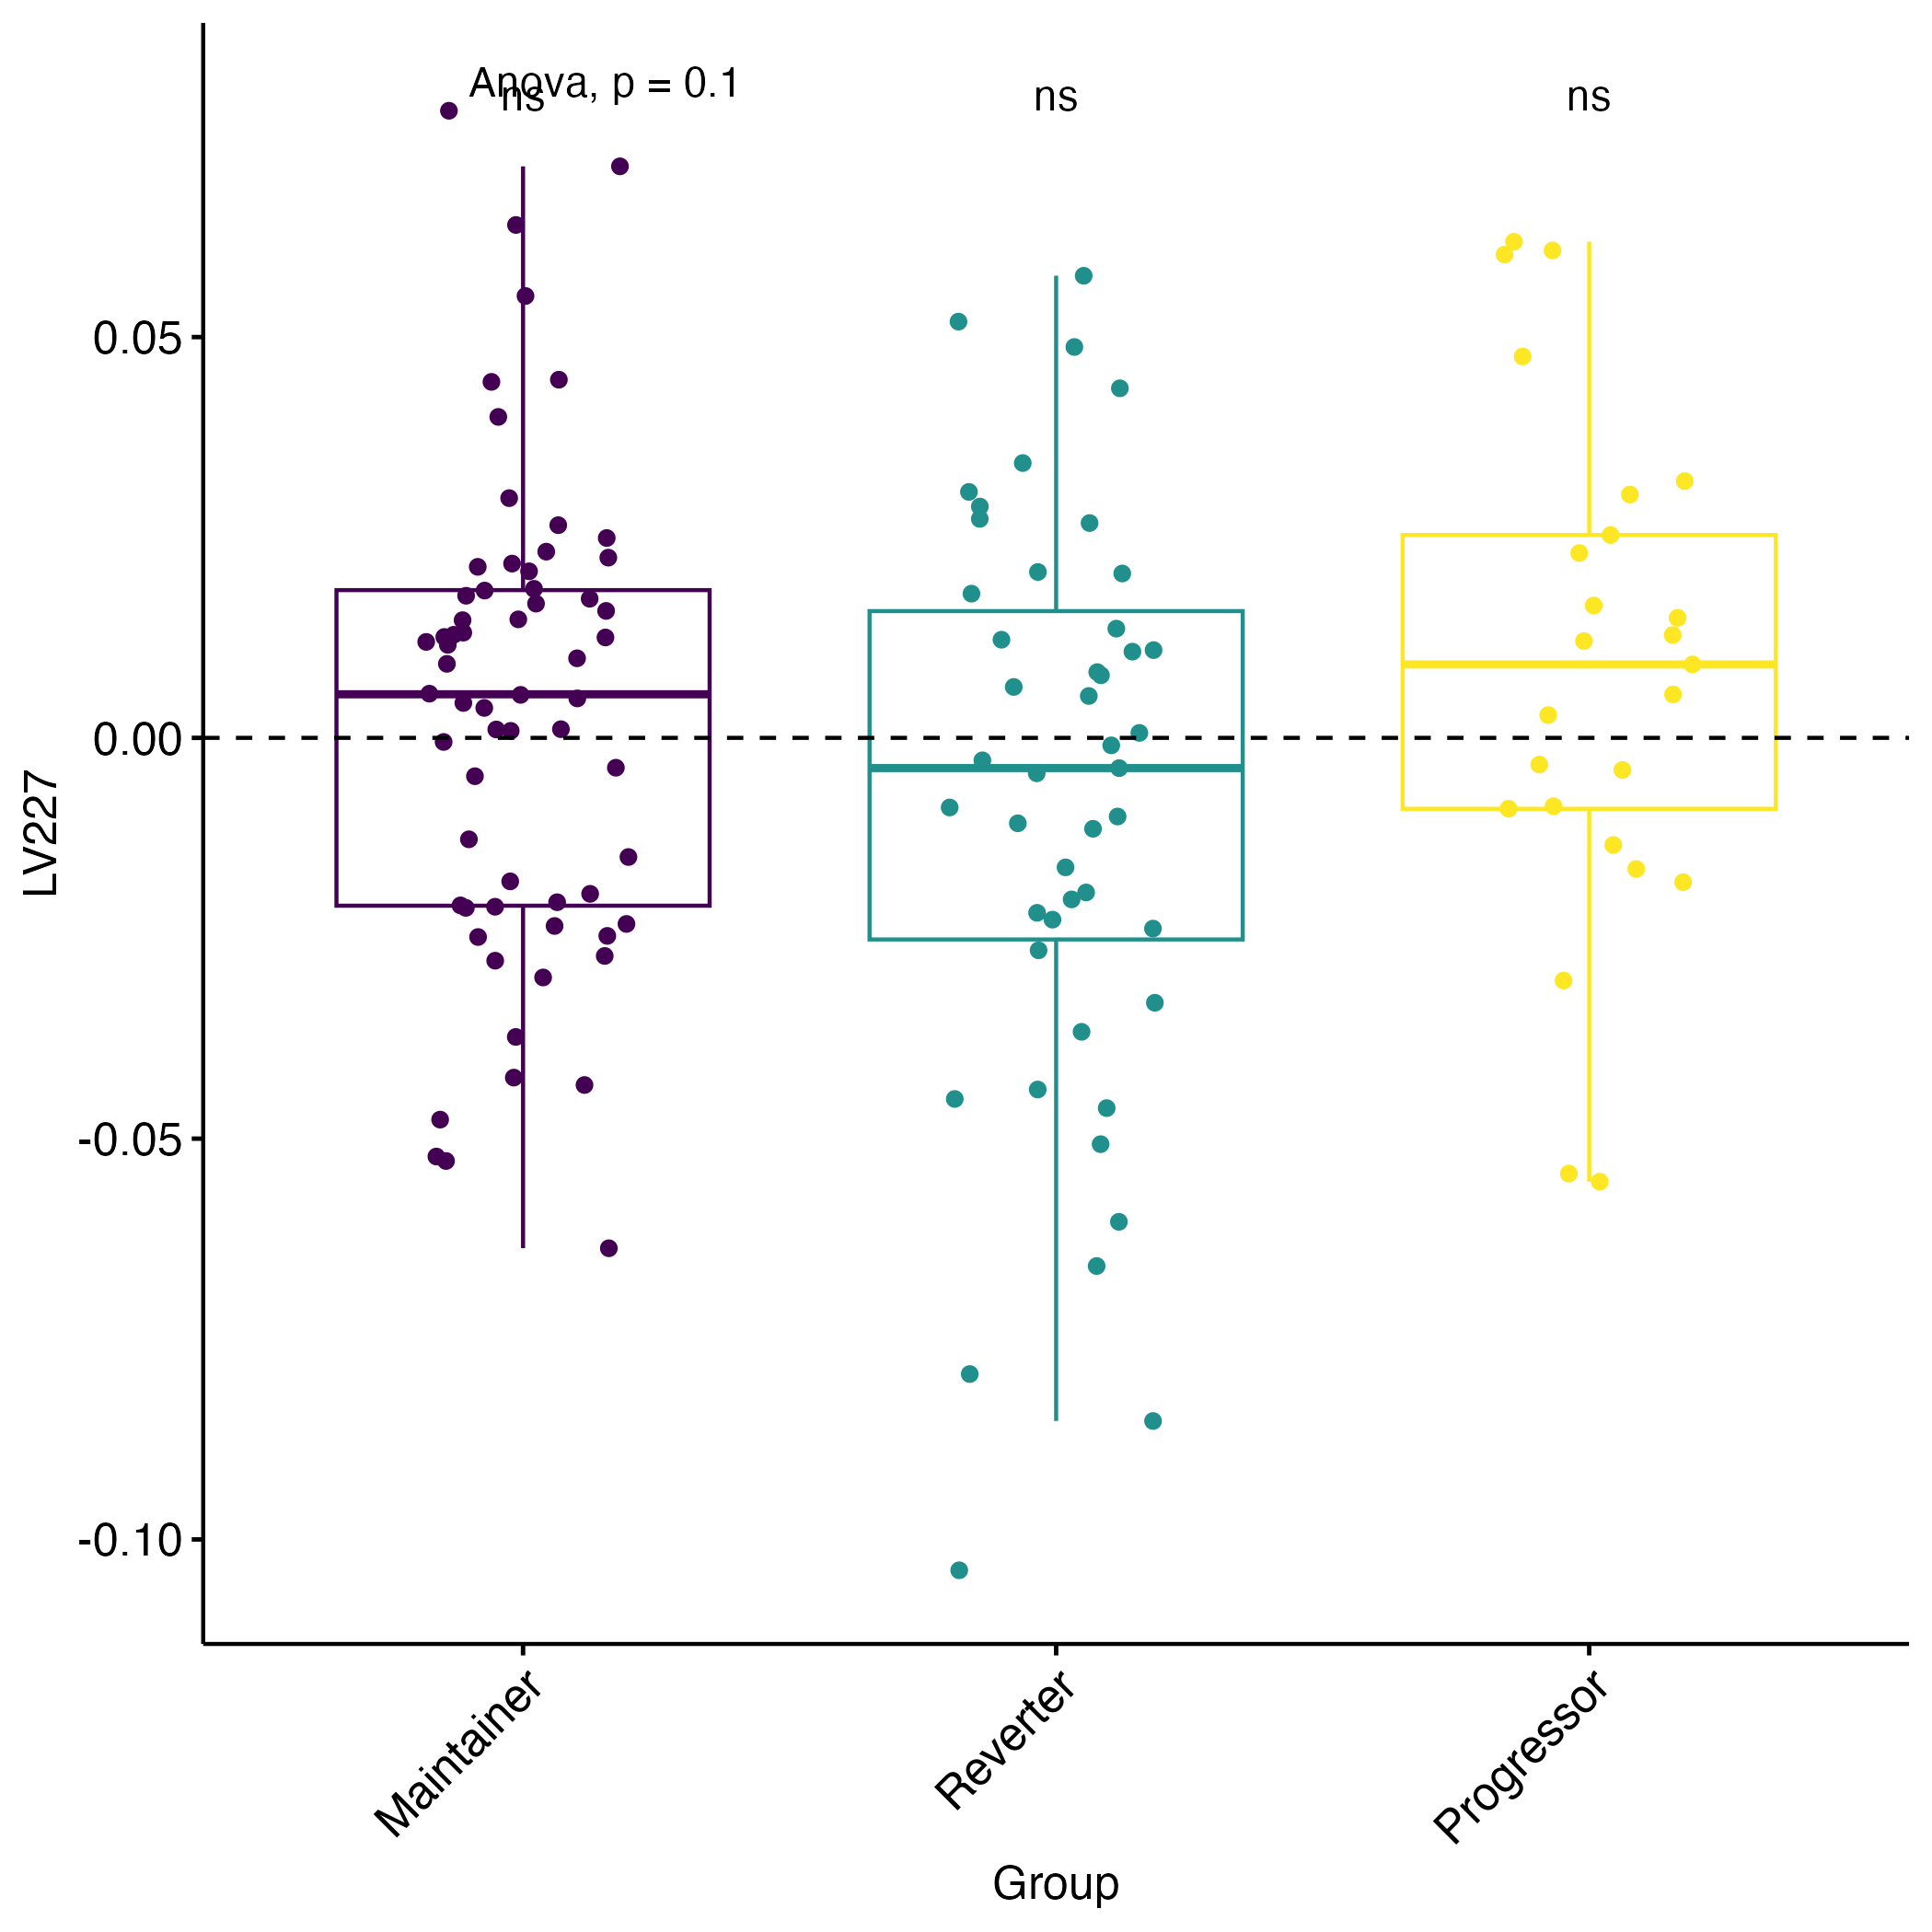 Anova, p = 0.1
ns
ns
ns
0.05
0.00
-0.05
-0.10
LV227
Maintainer
Reverter
Progressor
Group